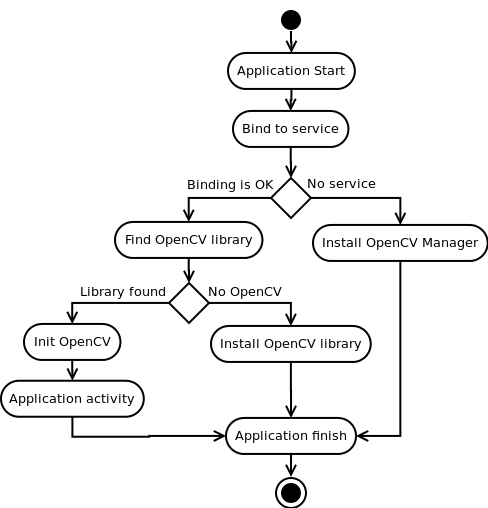 Application Start
Bind to service
Binding is OK
No service
Find OpenCV library
Install OpenCV Manager
Library found
No OpenCV
Init OpenCV
Install OpenCV library
Application activity
Application finish